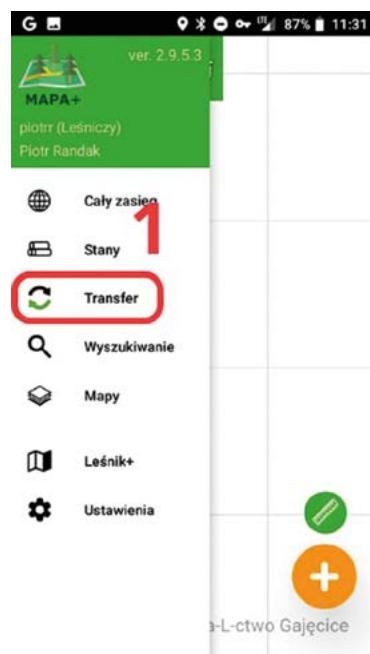 G LTE 87% 11:31
ver. 2.9.5.3
MAPA+
piotrr (Leśniczy)
Piotr Randak
Cały zasięg
1
Stany
Transfer
Wyszukiwanie
Mapy
Leśnik+
Ustawienia
a-L-ctwo Gajęcice